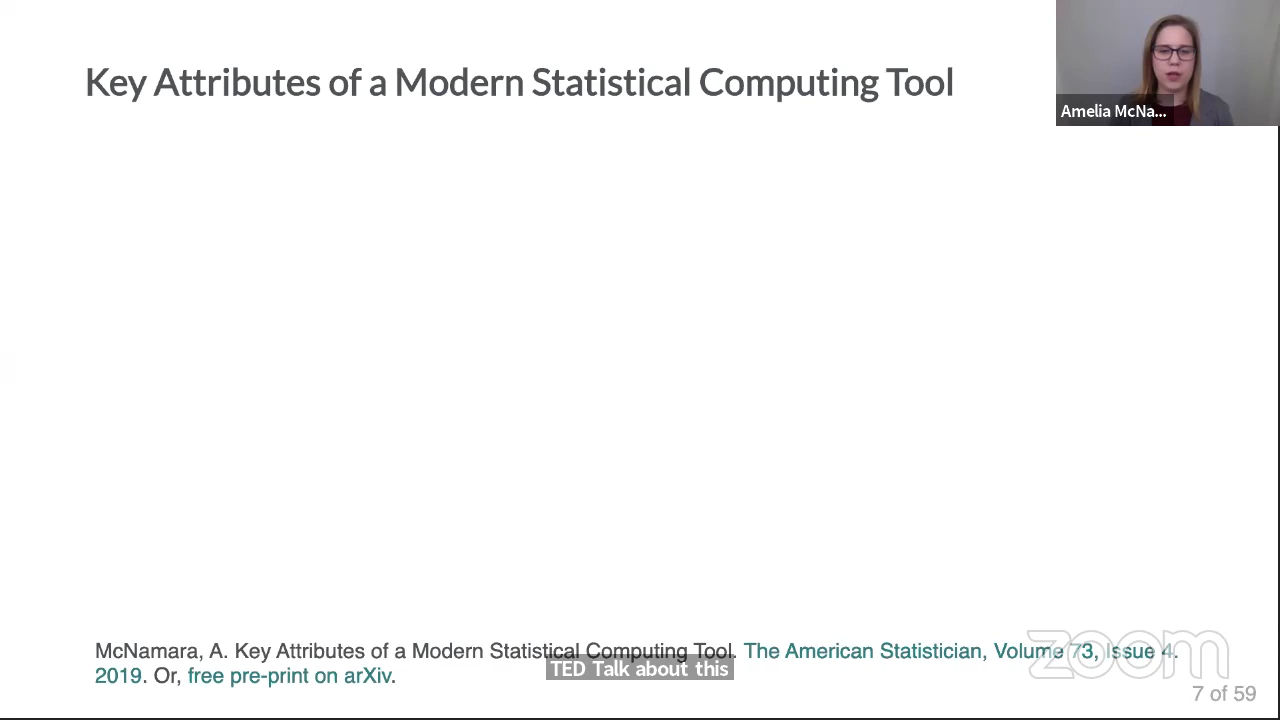 Key Attributes of a Modern Statistical Computing Tool
Amelia McNa...
McNamara, A. Key Attributes of a Modern Statistical Computing Tool. The American Statistician, Volume 73, Issue 4.
2019. Or, free pre-print on arXiv.
TED Talk about this
zoom
7 of 59